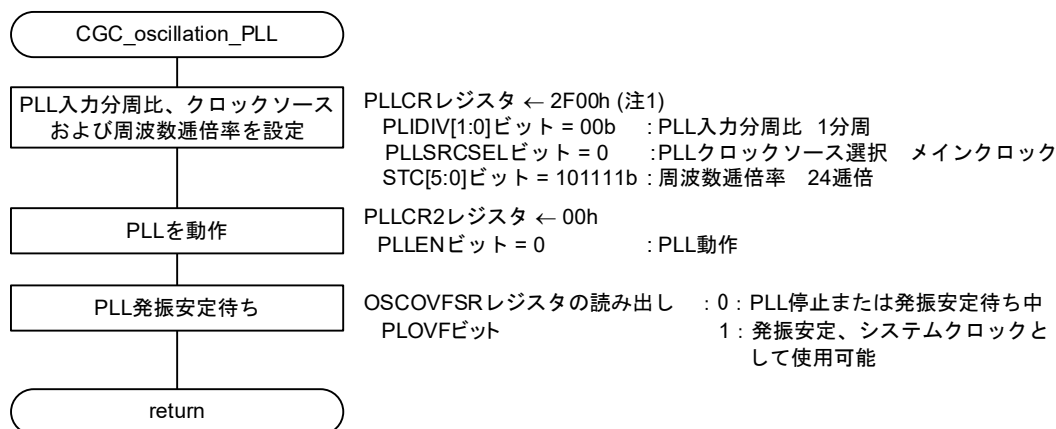 CGC_oscillation_PLL
PLL入力分周比、クロックソース
および周波数逓倍率を設定
PLLCRレジスタ ← 2F00h (注1)
PLIDIV[1:0]ビット = 00b : PLL入力分周比 1分周
PLLSRCSELビット = 0 :PLLクロックソース選択 メインクロック
STC[5:0]ビット = 101111b : 周波数逓倍率 24逓倍
PLLを動作
PLLCR2レジスタ ← 00h
PLLENビット = 0 : PLL動作
PLL発振安定待ち
OSCOVFSRレジスタの読み出し : 0 : PLL停止または発振安定待ち中
PLOVFビット 1 : 発振安定、システムクロックと
して使用可能
return